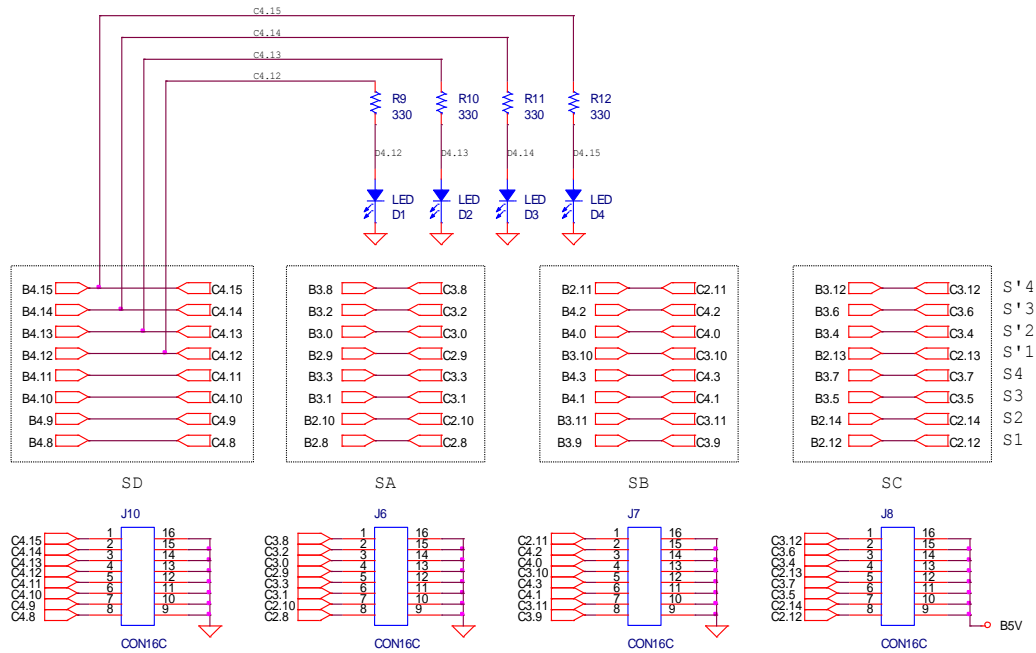 C4.15
C4.14
C4.13
C4.12
R9 R10 R11 R12
330 330 330 330
D4.12 D4.13 D4.14 D4.15
LED LED LED LED
D1 D2 D3 D4
B4.15 C4.15 B3.8 C3.8 B2.11 C2.11 B3.12 C3.12 S'4
B4.14 C4.14 B3.2 C3.2 B4.2 C4.2 B3.6 C3.6 S'3
B4.13 C4.13 B3.0 C3.0 B4.0 C4.0 B3.4 C3.4 S'2
B4.12 C4.12 B2.9 C2.9 B3.10 C3.10 B2.13 C2.13 S'1
B4.11 C4.11 B3.3 C3.3 B4.3 C4.3 B3.7 C3.7 S4
B4.10 C4.10 B3.1 C3.1 B4.1 C4.1 B3.5 C3.5 S3
B4.9 C4.9 B2.10 C2.10 B3.11 C3.11 B2.14 C2.14 S2
B4.8 C4.8 B2.8 C2.8 B3.9 C3.9 B2.12 C2.12 S1
SD SA SB SC
J10 J6 J7 J8
C4.15 1 16 C3.8 1 16 C2.11 1 16 C3.12 1 16
C4.14 2 15 C3.2 2 15 C4.2 2 15 C3.6 2 15
C4.13 3 14 C3.0 3 14 C4.0 3 14 C3.4 3 14
C4.12 4 13 C2.9 4 13 C3.10 4 13 C2.13 4 13
C4.11 5 12 C3.3 5 12 C4.3 5 12 C3.7 5 12
C4.10 6 11 C3.1 6 11 C4.1 6 11 C3.5 6 11
C4.9 7 10 C2.10 7 10 C3.11 7 10 C2.14 7 10
C4.8 8 9 C2.8 8 9 C3.9 8 9 C2.12 8 9
B5V
CON16C CON16C CON16C CON16C